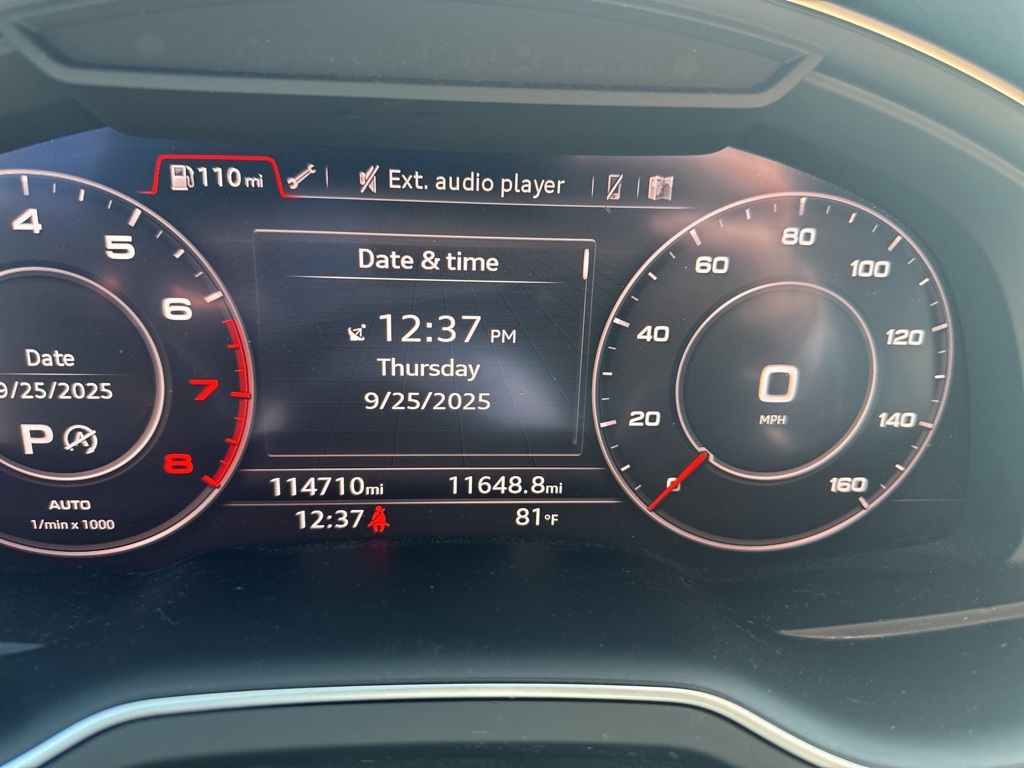 110 mi
Ext. audio player
4
5
6
7
8
Date
9/25/2025
P A
AUTO
1/min x 1000
Date & time
12:37 PM
Thursday
9/25/2025
114710mi 11648.8mi
12:37 81°F
0
20
40
60
80
100
120
140
160
0
MPH